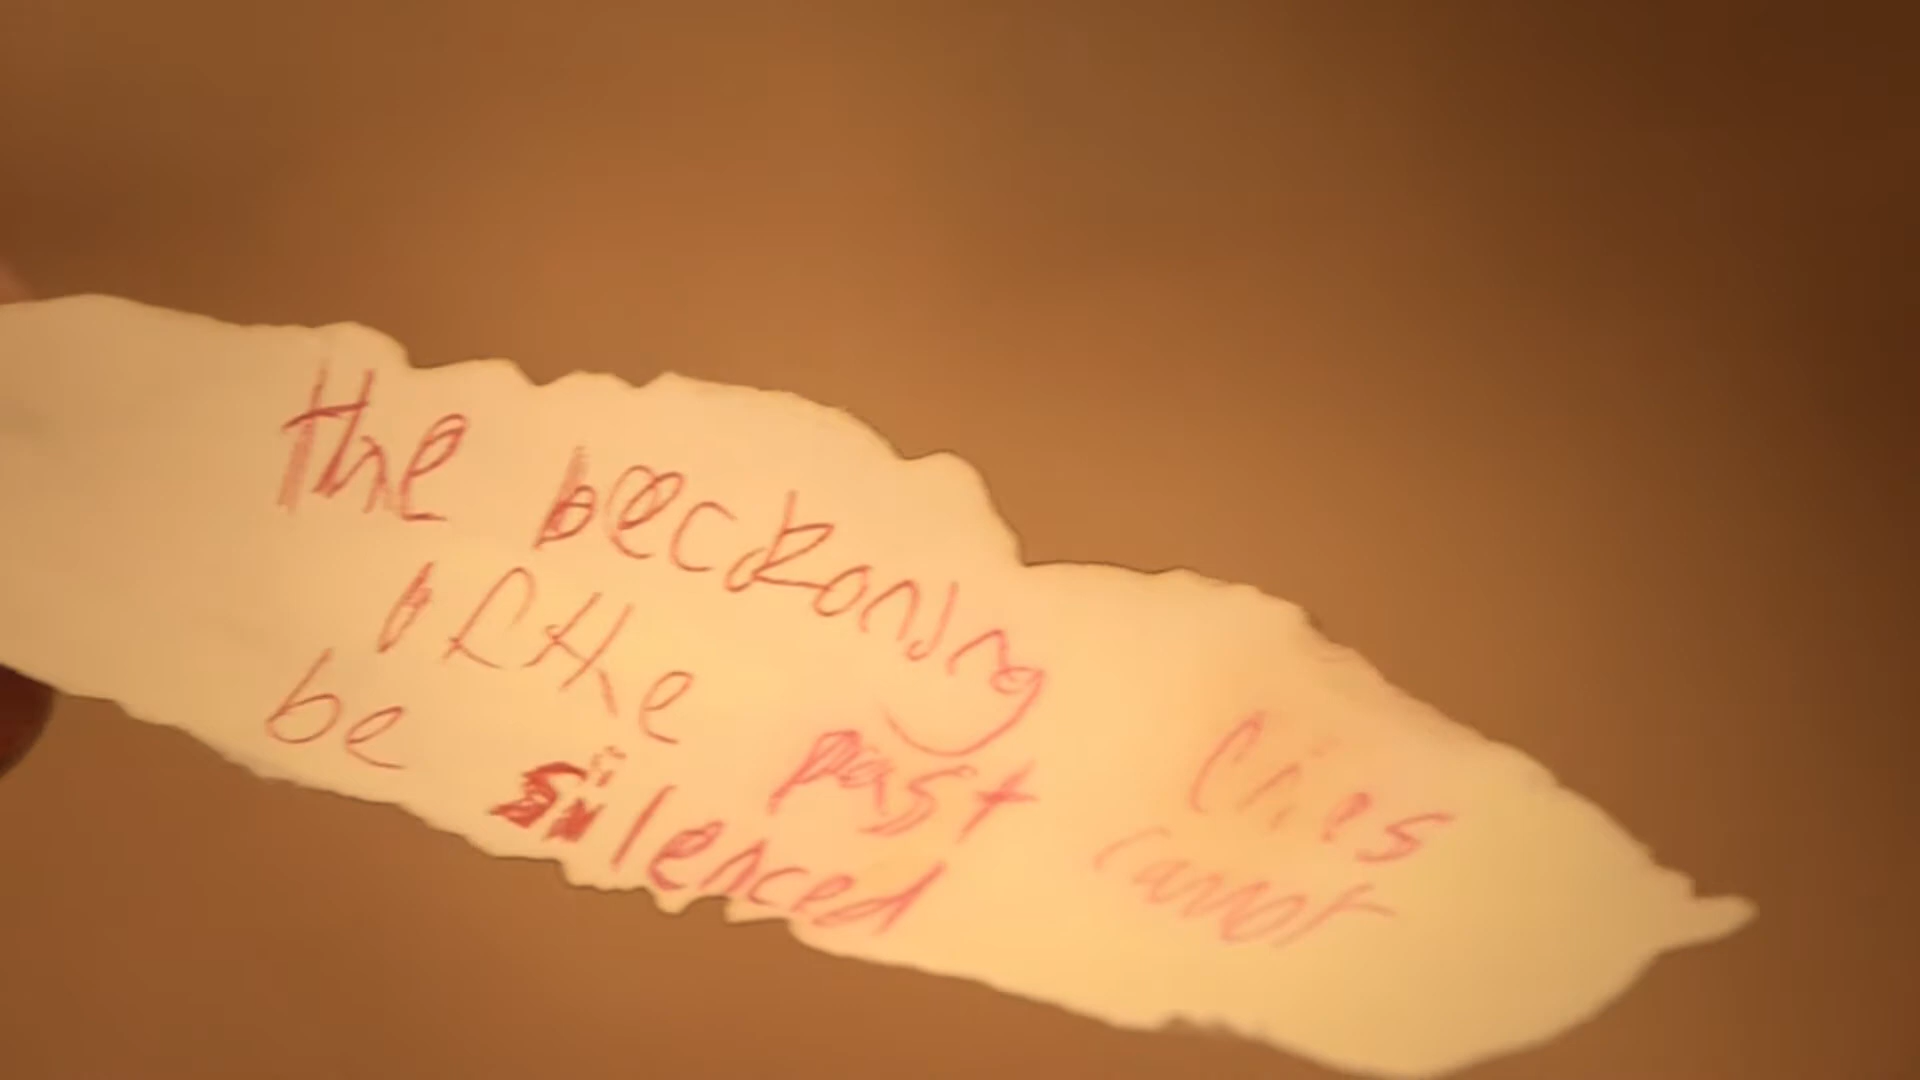 the beckoning cries
of the past cannot
be silenced